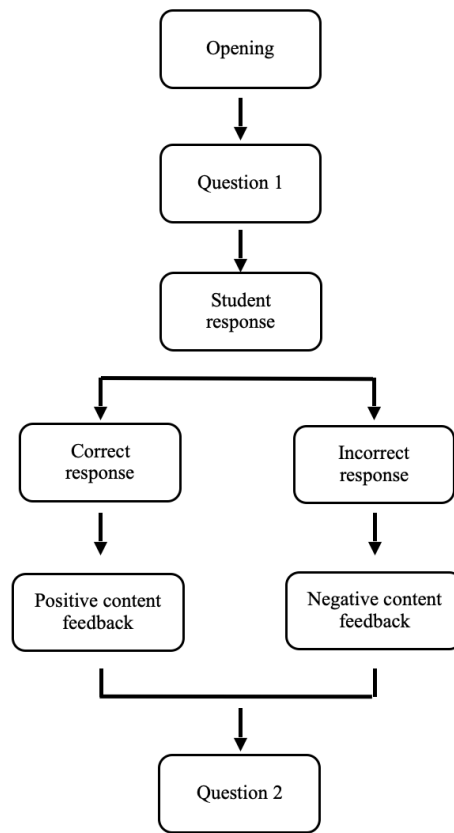 Opening
Question 1
Student
response
Correct
response
Incorrect
response
Positive content
feedback
Negative content
feedback
Question 2